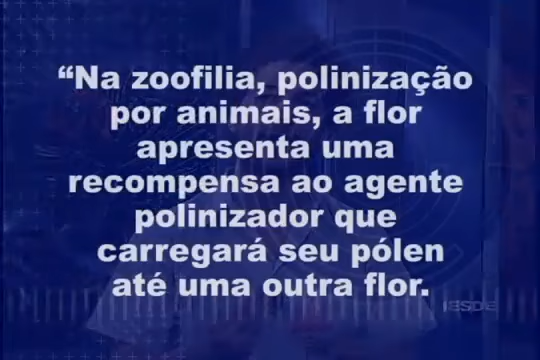 “Na zoofilia, polinização
por animais, a flor
apresenta uma
recompensa ao agente
polinizador que
carregará seu pólen
até uma outra flor.
IESDE